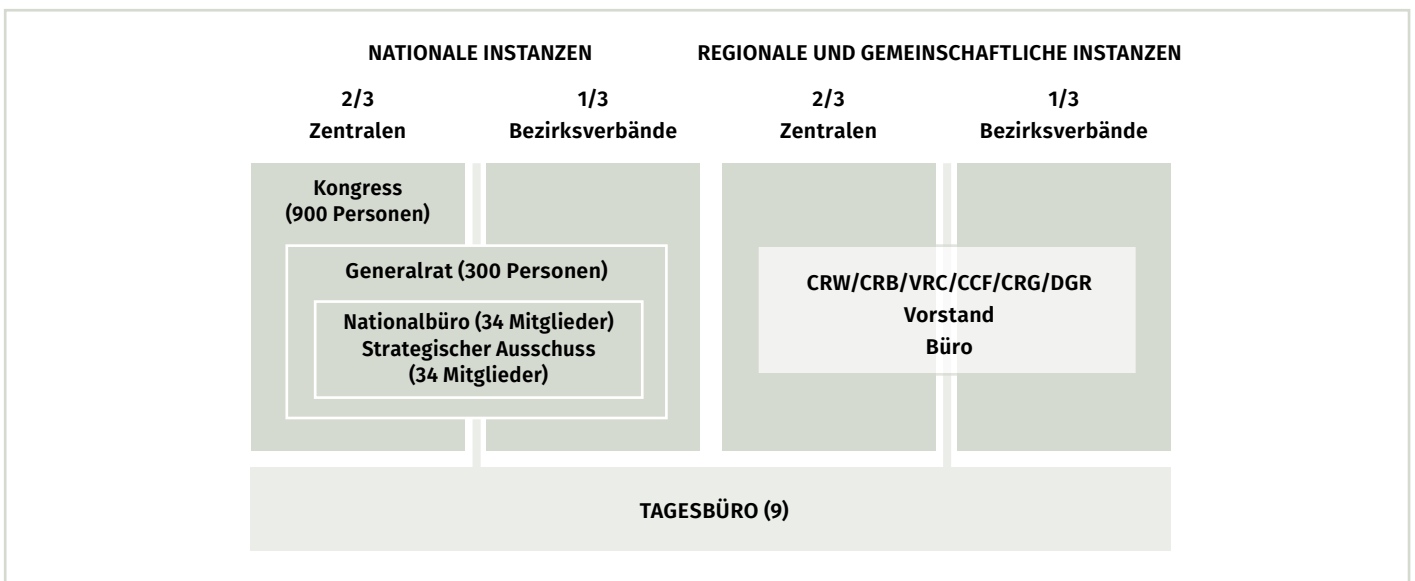 NATIONALE INSTANZEN
2/3
Zentralen
1/3
Bezirksverbände
Kongress
(900 Personen)
Generalrat (300 Personen)
Nationalbüro (34 Mitglieder)
Strategischer Ausschuss
(34 Mitglieder)
REGIONALE UND GEMEINSCHAFTLICHE INSTANZEN
2/3
Zentralen
1/3
Bezirksverbände
CRW/CRB/VRC/CCF/CRG/DGR
Vorstand
Büro
TAGESBÜRO (9)